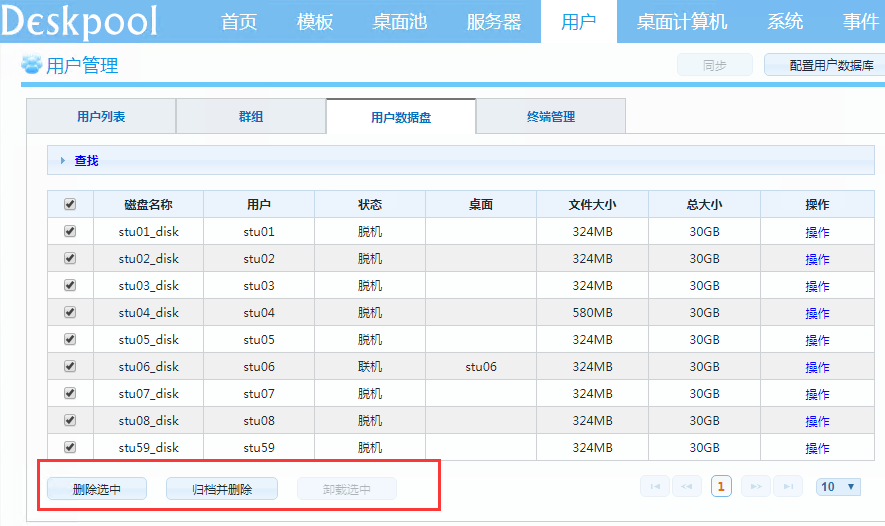 Deskpool 首页 模板 桌面池 服务器 用户 桌面计算机 系统 事件
用户管理 同步 配置用户数据库
用户列表 群组 用户数据盘 终端管理
查找
磁盘名称 用户 状态 桌面 文件大小 总大小 操作
stu01_disk stu01 脱机 324MB 30GB 操作
stu02_disk stu02 脱机 324MB 30GB 操作
stu03_disk stu03 脱机 324MB 30GB 操作
stu04_disk stu04 脱机 580MB 30GB 操作
stu05_disk stu05 脱机 324MB 30GB 操作
stu06_disk stu06 联机 stu06 324MB 30GB 操作
stu07_disk stu07 脱机 324MB 30GB 操作
stu08_disk stu08 脱机 324MB 30GB 操作
stu59_disk stu59 脱机 324MB 30GB 操作
删除选中 归档并删除 卸载选中 1 10